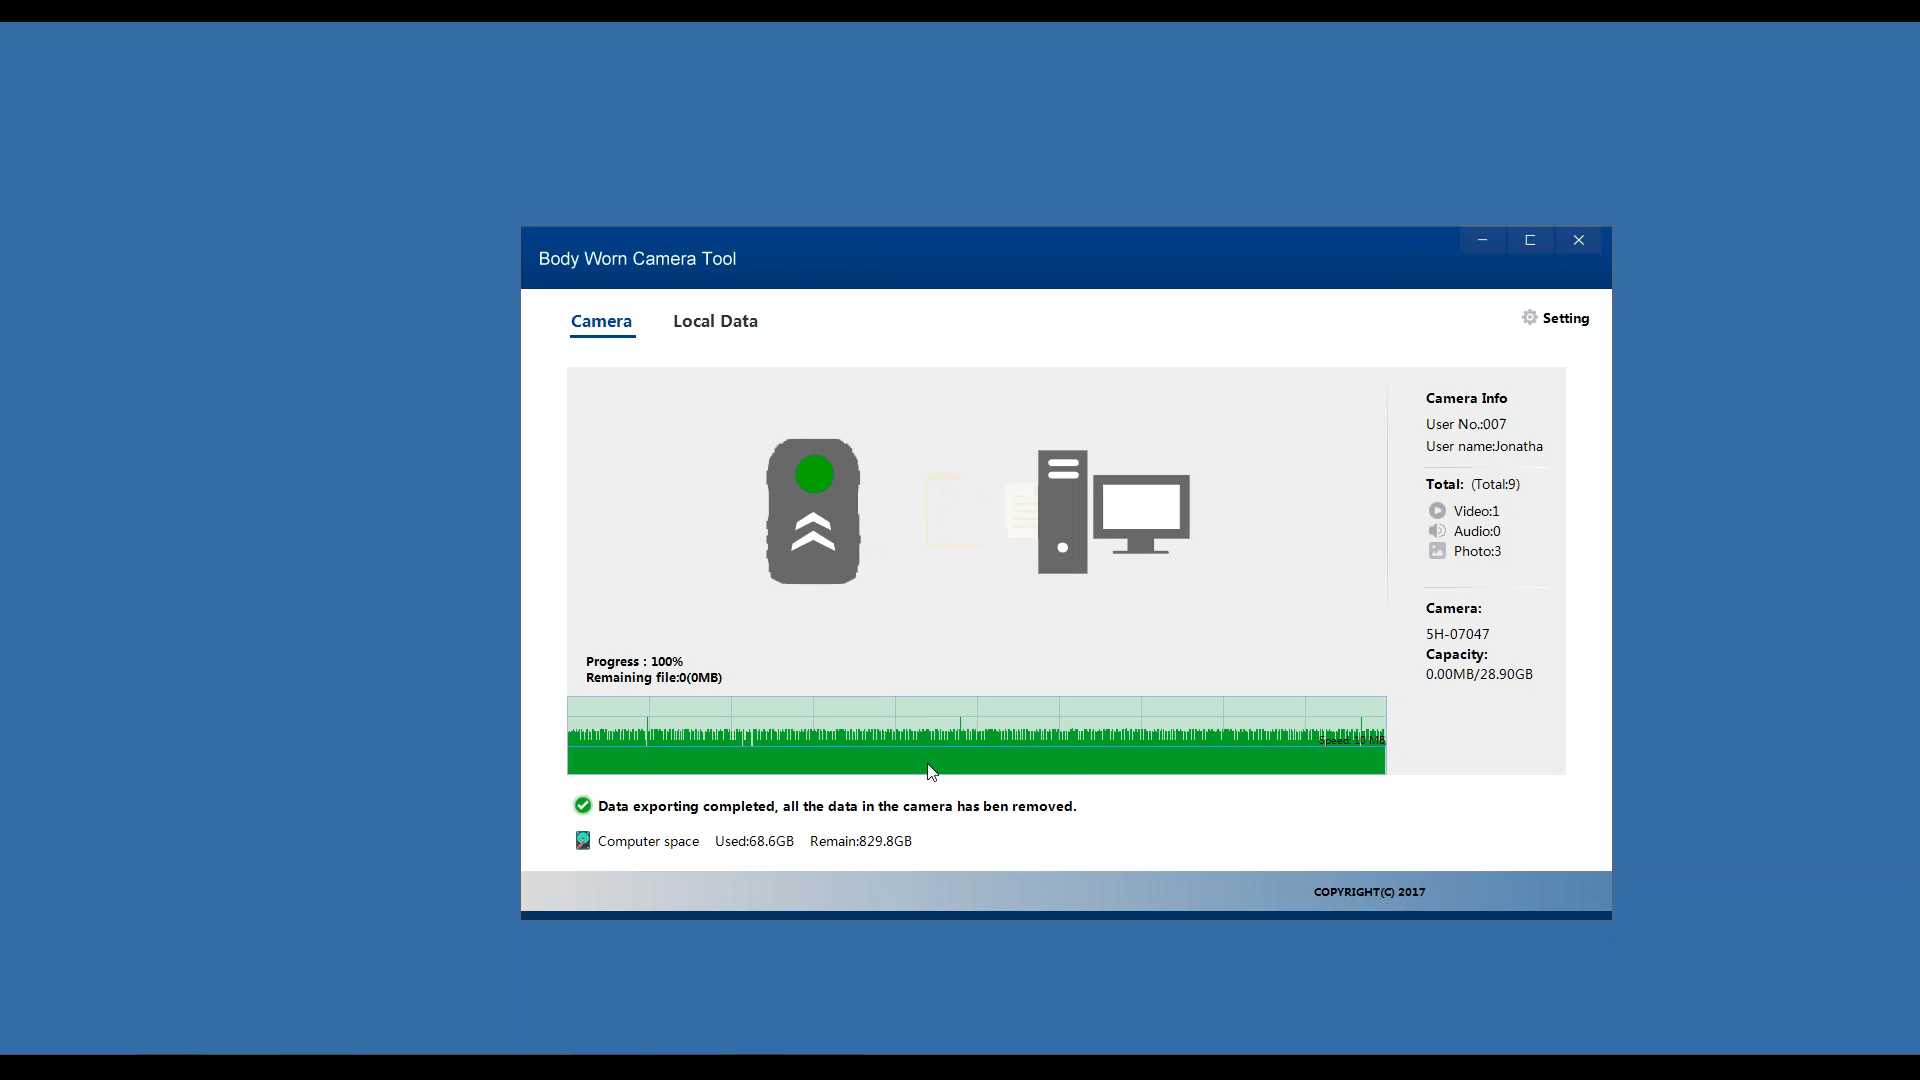 Body Worn Camera Tool
Camera
Local Data
Setting
Camera Info
User No.:007
User name:Jonatha
Total: (Total:9)
Video:1
Audio:0
Photo:3
Camera:
5H-07047
Capacity:
0.00MB/28.90GB
Progress : 100%
Remaining file:0(0MB)
Speed: 10 MB
Data exporting completed, all the data in the camera has ben removed.
Computer space Used:68.6GB Remain:829.8GB
COPYRIGHT(C) 2017